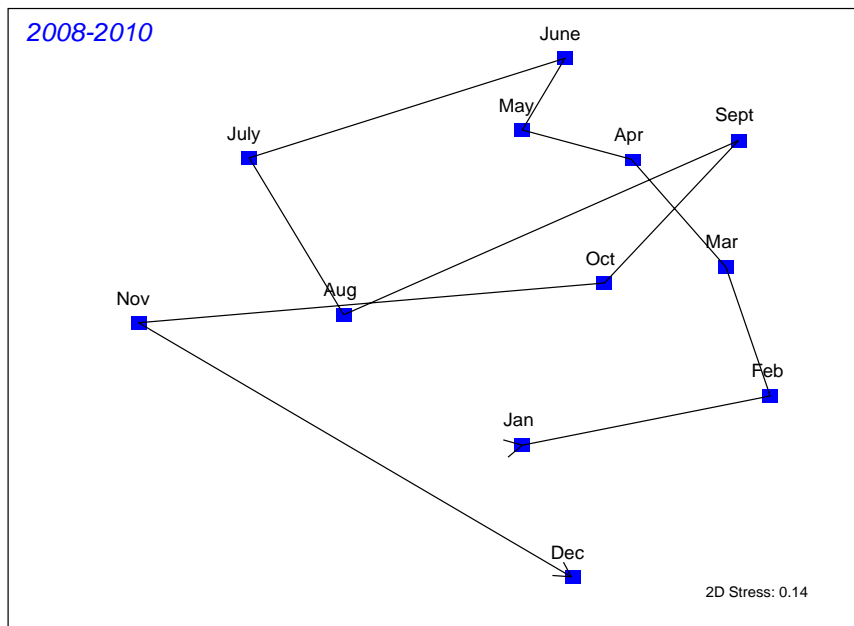 2008-2010
June
May
Sept
July
Apr
Mar
Oct
Aug
Nov
Feb
Jan
Dec
2D Stress: 0.14